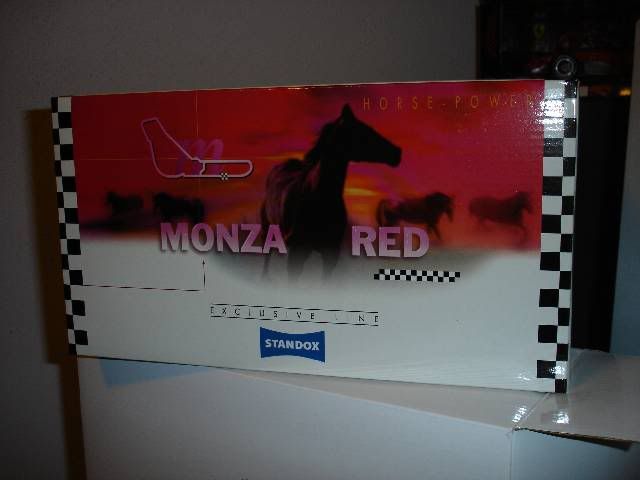 HORSE-POWER
m
MONZA RED
EXCLUSIVE LINE
STANDOX